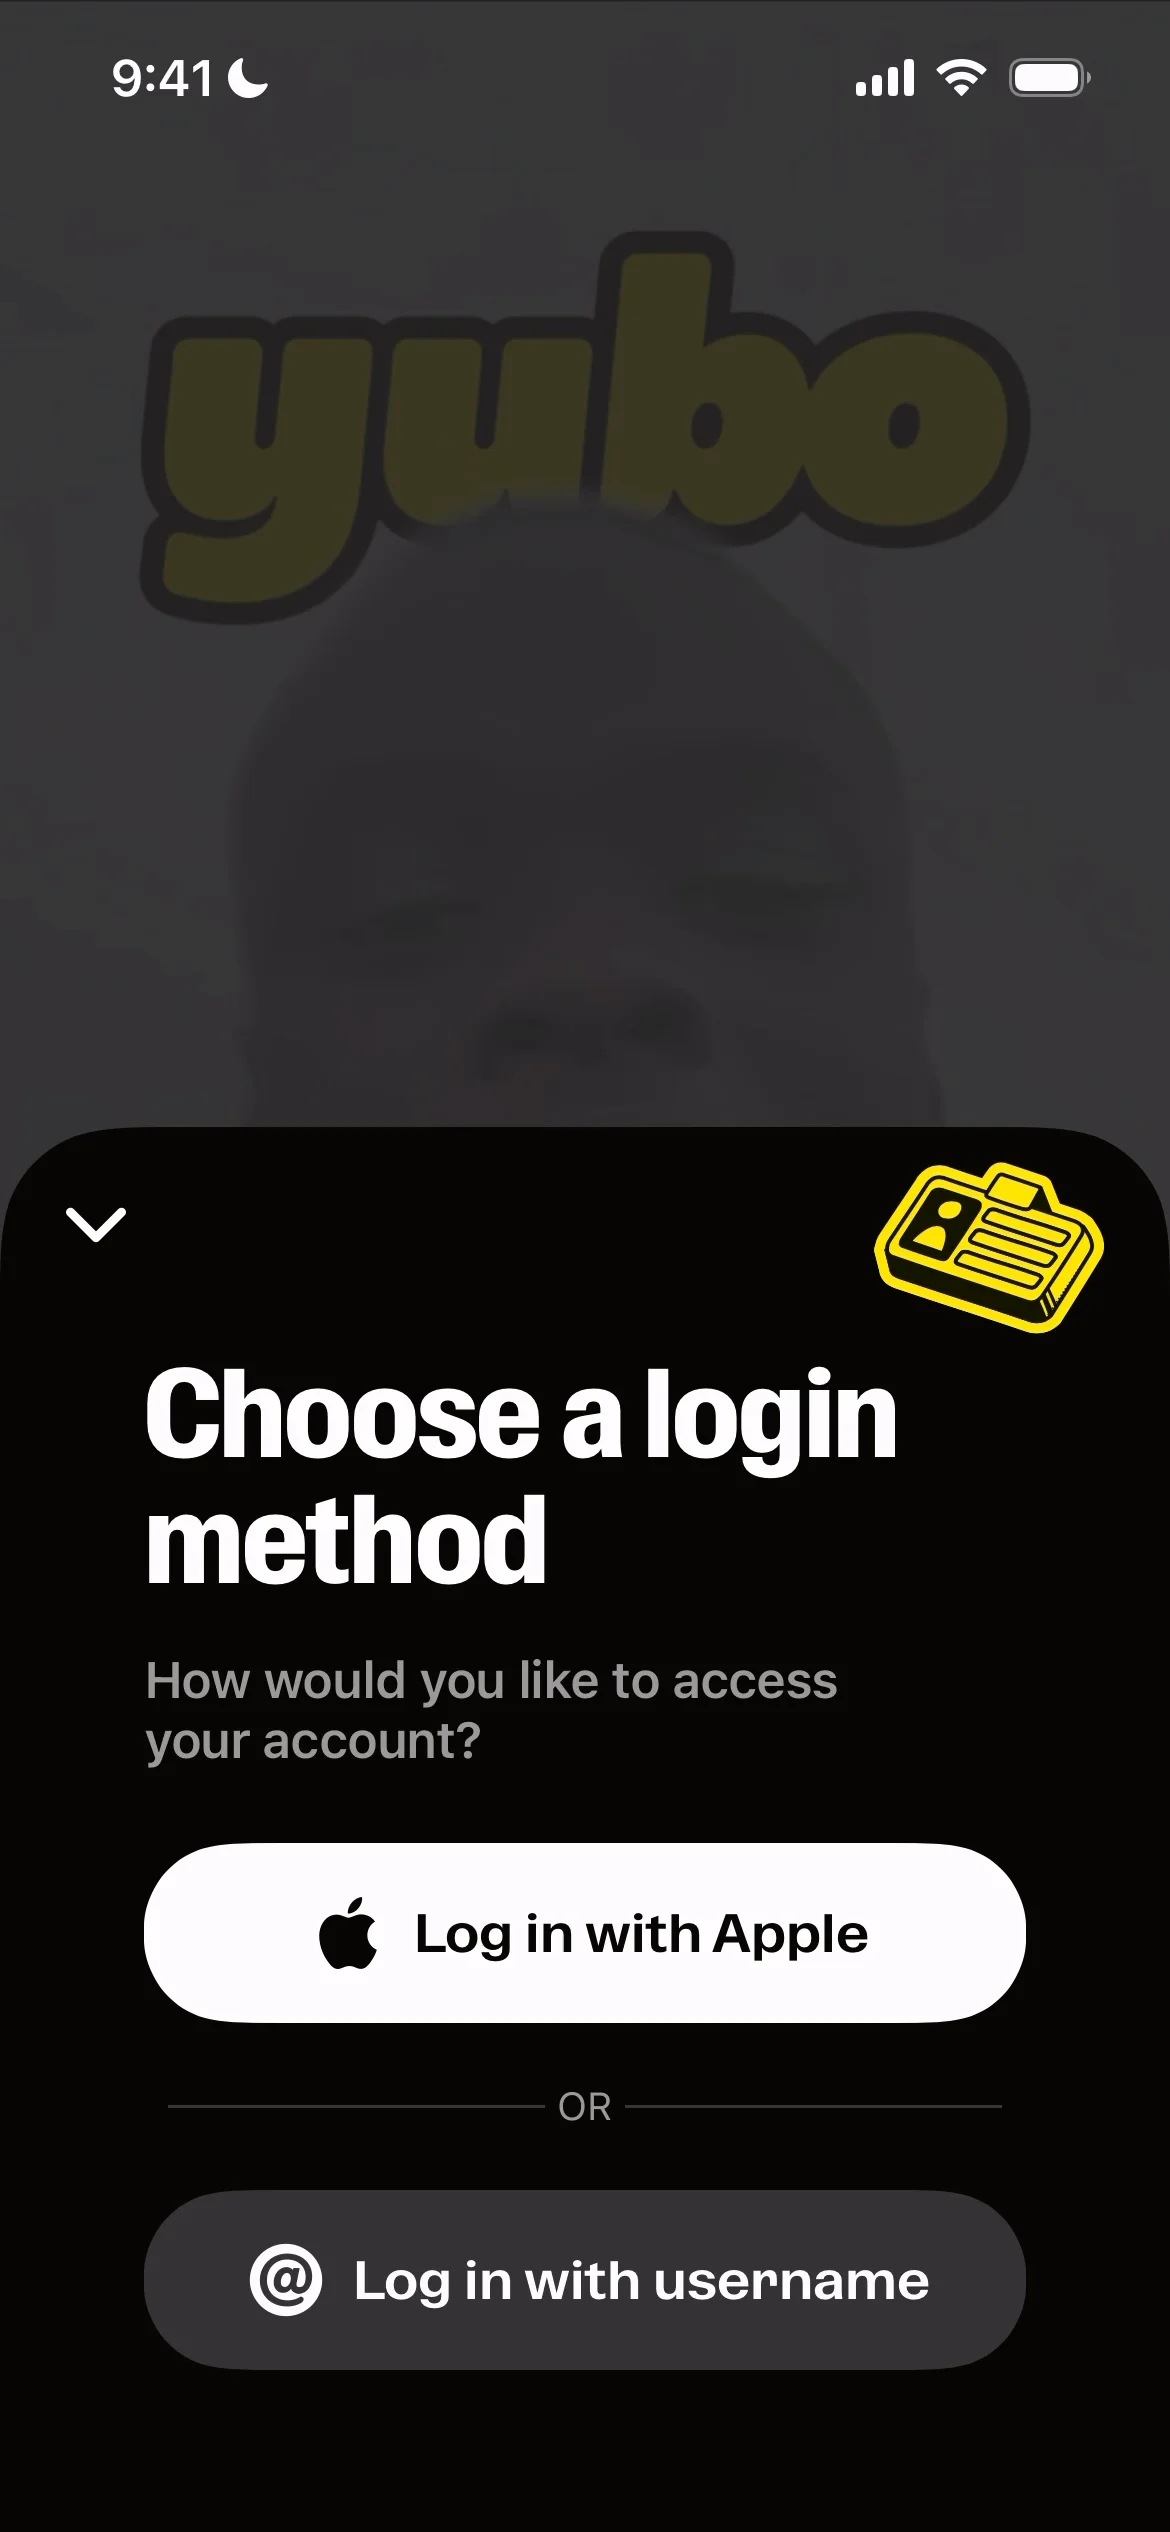 9:41
yubo
Choose a login
method
How would you like to access
your account?
Log in with Apple
OR
@ Log in with username